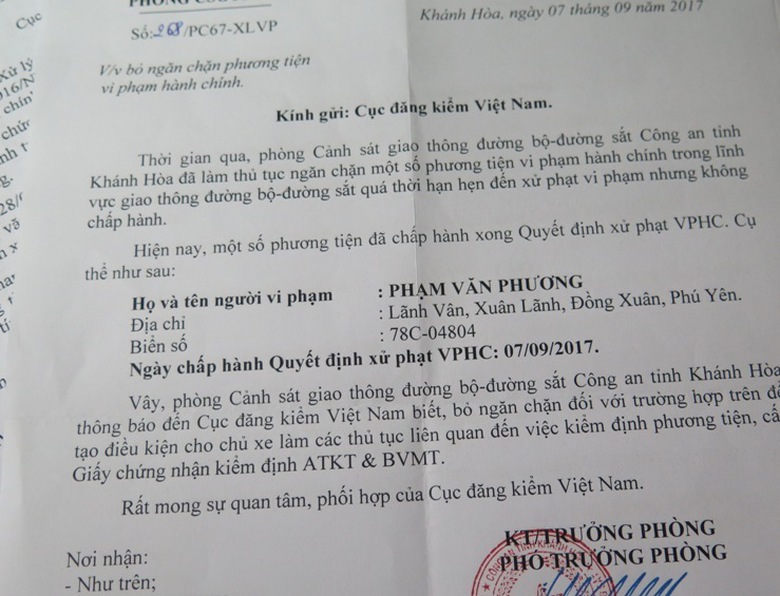 Cục
Xử lý
016/N
chín
chức
nh t
g.
28/
vă
n x
Số:268/PC67-XLVP
Khánh Hòa, ngày 07 tháng 09 năm 2017
V/v bỏ ngăn chặn phương tiện
vi phạm hành chính.
Kính gửi: Cục đăng kiểm Việt Nam.
Thời gian qua, phòng Cảnh sát giao thông đường bộ-đường sắt Công an tỉnh
Khánh Hòa đã làm thủ tục ngăn chặn một số phương tiện vi phạm hành chính trong lĩnh
vực giao thông đường bộ-đường sắt quá thời hạn hẹn đến xử phạt vi phạm nhưng không
chấp hành.
Hiện nay, một số phương tiện đã chấp hành xong Quyết định xử phạt VPHC. Cụ
thể như sau:
Họ và tên người vi phạm : PHẠM VĂN PHƯƠNG
Địa chỉ : Lãnh Vân, Xuân Lãnh, Đồng Xuân, Phú Yên.
Biển số : 78C-04804
Ngày chấp hành Quyết định xử phạt VPHC: 07/09/2017.
Vậy, phòng Cảnh sát giao thông đường bộ-đường sắt Công an tỉnh Khánh Hòa
thông báo đến Cục đăng kiểm Việt Nam biết, bỏ ngăn chặn đối với trường hợp trên để
tạo điều kiện cho chủ xe làm các thủ tục liên quan đến việc kiểm định phương tiện, cấ
Giấy chứng nhận kiểm định ATKT & BVMT.
Rất mong sự quan tâm, phối hợp của Cục đăng kiểm Việt Nam.
KT/TRƯỞNG PHÒNG
PHÓ TRƯỞNG PHÒNG
Nơi nhận:
- Như trên;